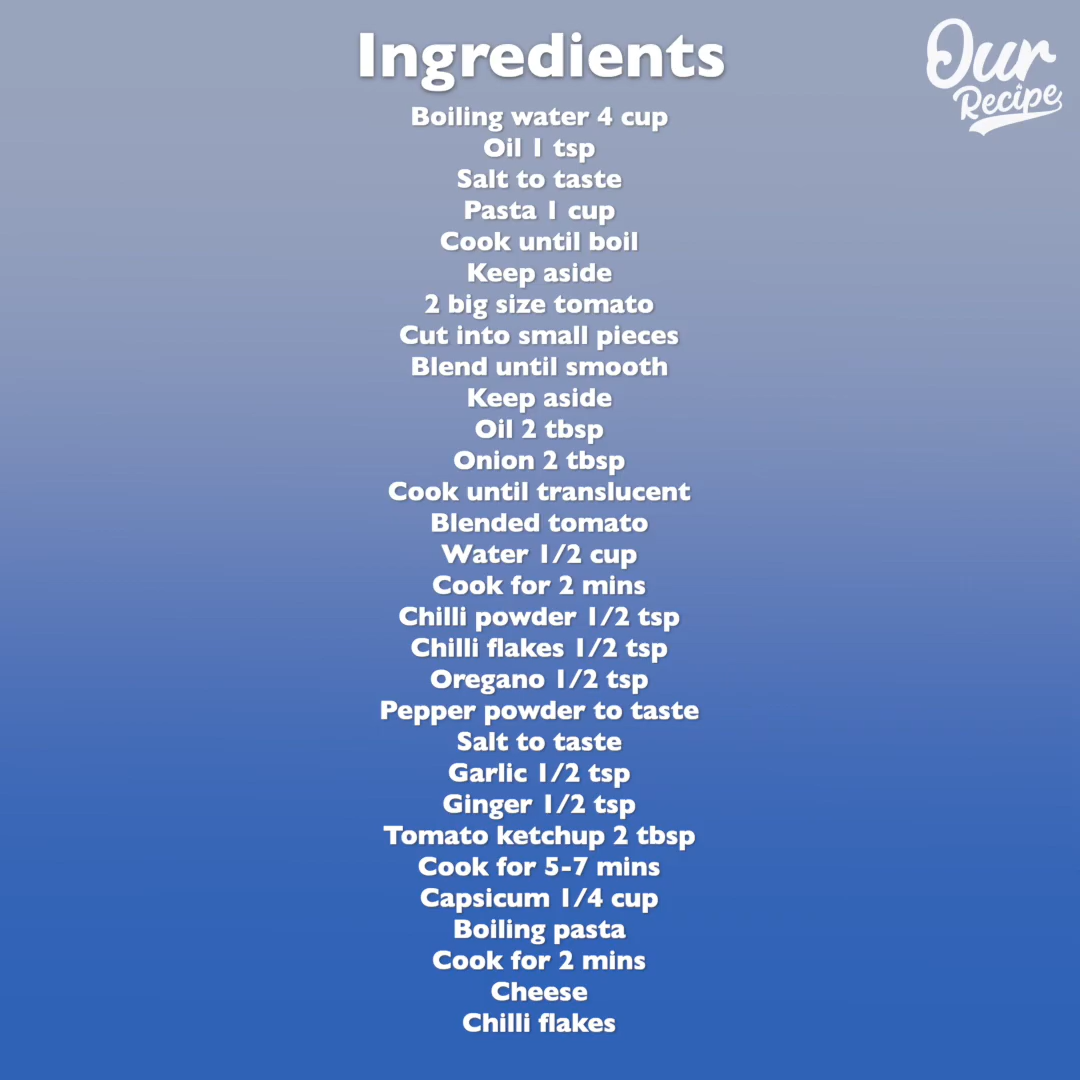 Ingredients
Our
Recipe
Boiling water 4 cup
Oil 1 tsp
Salt to taste
Pasta 1 cup
Cook until boil
Keep aside
2 big size tomato
Cut into small pieces
Blend until smooth
Keep aside
Oil 2 tbsp
Onion 2 tbsp
Cook until translucent
Blended tomato
Water 1/2 cup
Cook for 2 mins
Chilli powder 1/2 tsp
Chilli flakes 1/2 tsp
Oregano 1/2 tsp
Pepper powder to taste
Salt to taste
Garlic 1/2 tsp
Ginger 1/2 tsp
Tomato ketchup 2 tbsp
Cook for 5-7 mins
Capsicum 1/4 cup
Boiling pasta
Cook for 2 mins
Cheese
Chilli flakes